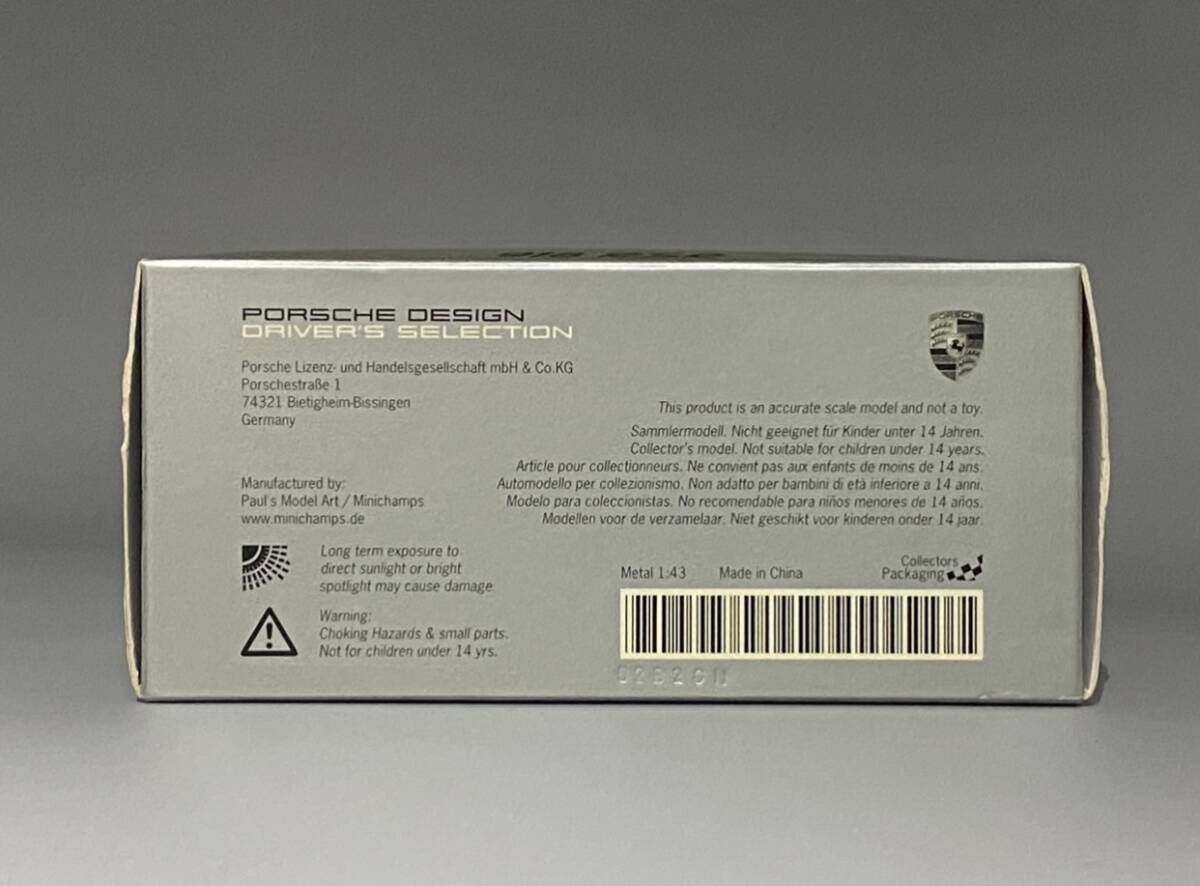 PORSCHE DESIGN
DRIVER'S SELECTION
PORSCHE
Porsche Lizenz- und Handelsgesellschaft mbH & Co.KG
Porschestraße 1
74321 Bietigheim-Bissingen
Germany
This product is an accurate scale model and not a toy.
Sammlermodell. Nicht geeignet für Kinder unter 14 Jahren.
Collector's model. Not suitable for children under 14 years.
Article pour collectionneurs. Ne convient pas aux enfants de moins de 14 ans.
Automodello per collezionismo. Non adatto per bambini di età inferiore a 14 anni.
Modelo para coleccionistas. No recomendable para niños menores de 14 años.
Modellen voor de verzamelaar. Niet geschikt voor kinderen onder 14 jaar.
Manufactured by:
Paul's Model Art / Minichamps
www.minichamps.de
Long term exposure to
direct sunlight or bright
spotlight may cause damage
Warning:
Choking Hazards & small parts.
Not for children under 14 yrs.
Metal 1:43 Made in China
Collectors
Packaging